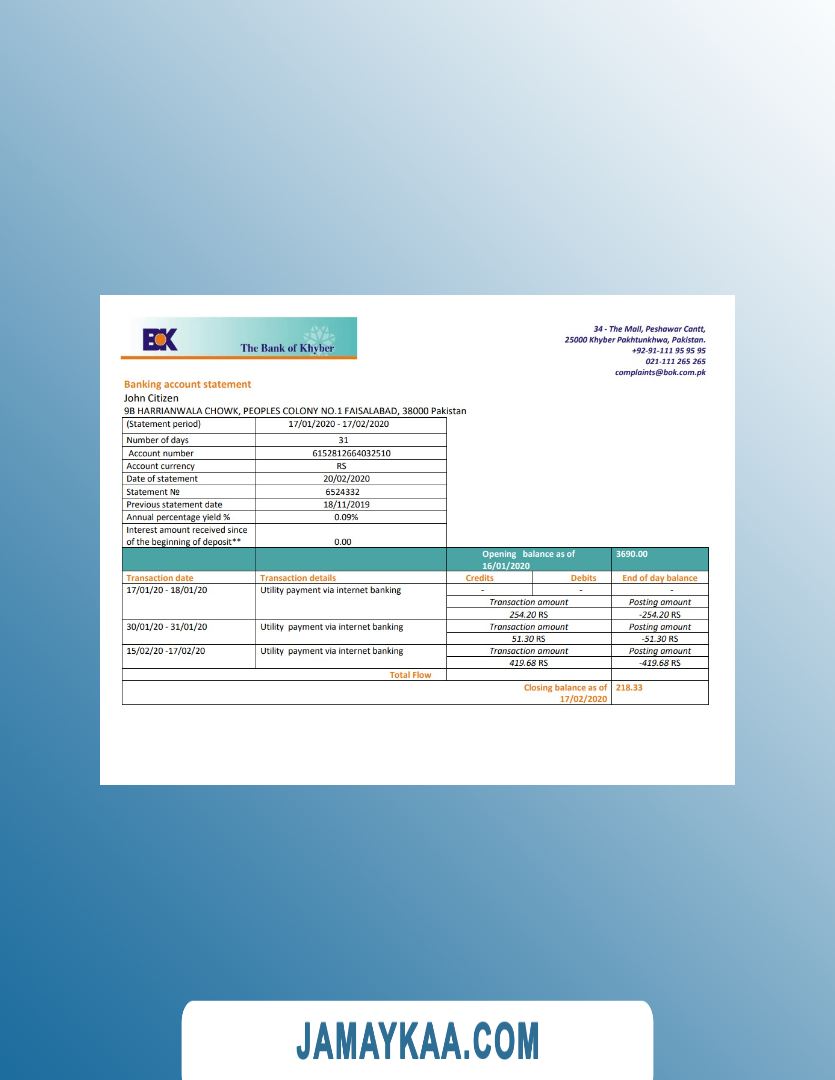 BOK
The Bank of Khyber
34 - The Mall, Peshawar Cantt,
25000 Khyber Pakhtunkhwa, Pakistan.
+92-91-111 95 95 95
021-111 265 265
complaints@bok.com.pk
Banking account statement
John Citizen
9B HARRIANWALA CHOWK, PEOPLES COLONY NO.1 FAISALABAD, 38000 Pakistan
(Statement period) 17/01/2020 - 17/02/2020
Number of days 31
Account number 6152812664032510
Account currency RS
Date of statement 20/02/2020
Statement № 6524332
Previous statement date 18/11/2019
Annual percentage yield % 0.09%
Interest amount received since
of the beginning of deposit** 0.00
Opening balance as of 3690.00
16/01/2020
Transaction date Transaction details Credits Debits End of day balance
17/01/20 - 18/01/20 Utility payment via internet banking - - -
Transaction amount Posting amount
254.20 RS -254.20 RS
30/01/20 - 31/01/20 Utility payment via internet banking Transaction amount Posting amount
51.30 RS -51.30 RS
15/02/20 -17/02/20 Utility payment via internet banking Transaction amount Posting amount
419.68 RS -419.68 RS
Total Flow
Closing balance as of 218.33
17/02/2020
JAMAYKAA.COM